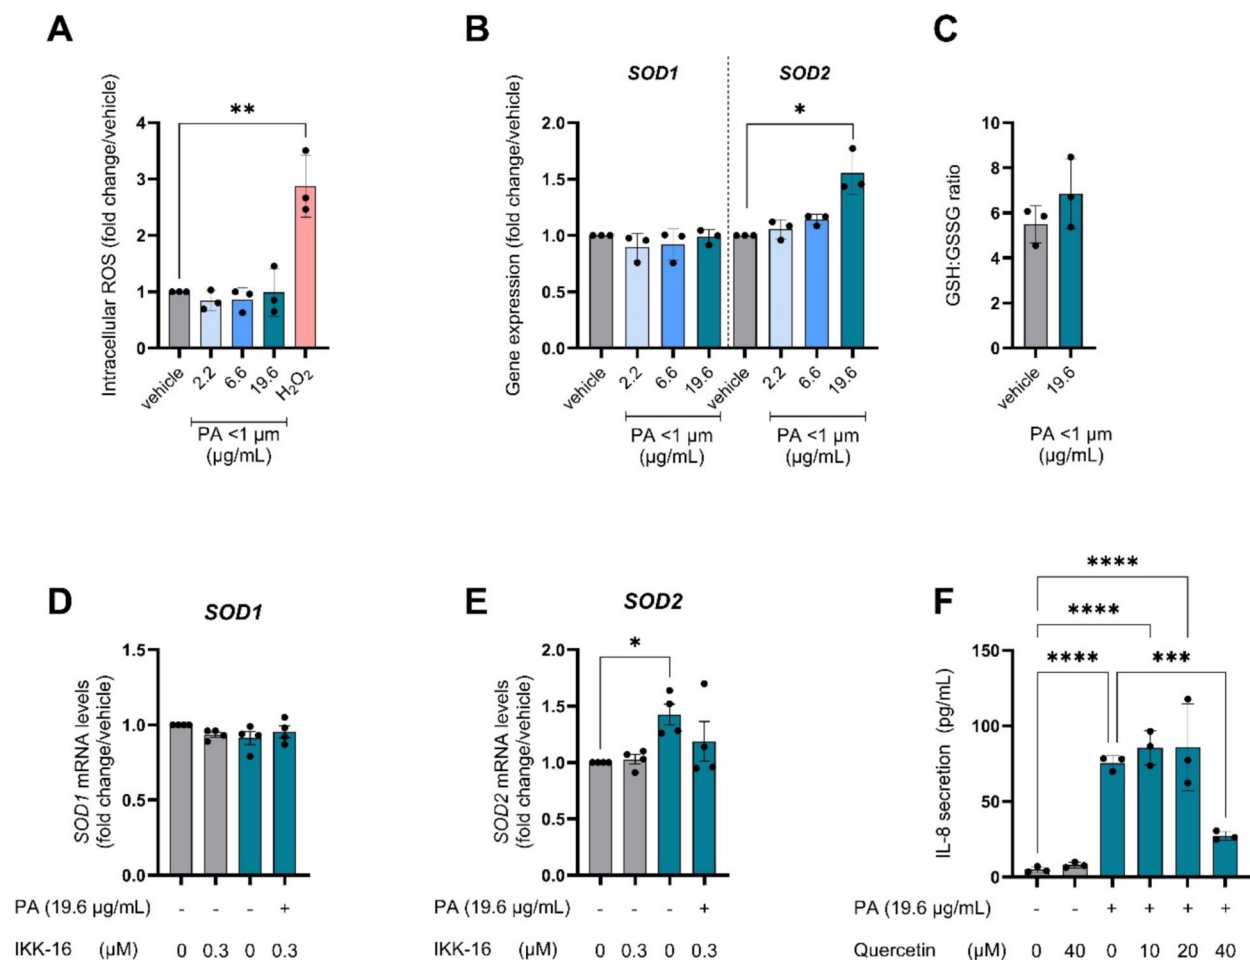 A
Intracellular ROS (fold change/vehicle)
5
4
3
2
1
0
**
vehicle
2.2
6.6
19.6
H₂O₂
PA <1 µm
(µg/mL)
B
Gene expression (fold change/vehicle)
2.0
1.5
1.0
0.5
0.0
SOD1
SOD2
*
vehicle
2.2
6.6
19.6
vehicle
2.2
6.6
19.6
PA <1 µm
(µg/mL)
PA <1 µm
(µg/mL)
C
GSH:GSSG ratio
10
8
6
4
2
0
vehicle
19.6
PA <1 µm
(µg/mL)
D
SOD1
SOD1 mRNA levels
(fold change/vehicle)
1.5
1.0
0.5
0.0
PA (19.6 µg/mL) - - - +
IKK-16 (µM) 0 0.3 0 0.3
E
SOD2
SOD2 mRNA levels
(fold change/vehicle)
2.0
1.5
1.0
0.5
0.0
*
PA (19.6 µg/mL) - - - +
IKK-16 (µM) 0 0.3 0 0.3
F
IL-8 secretion (pg/mL)
150
100
50
0
****
****
****
***
PA (19.6 µg/mL) - - + + + +
Quercetin (µM) 0 40 0 10 20 40